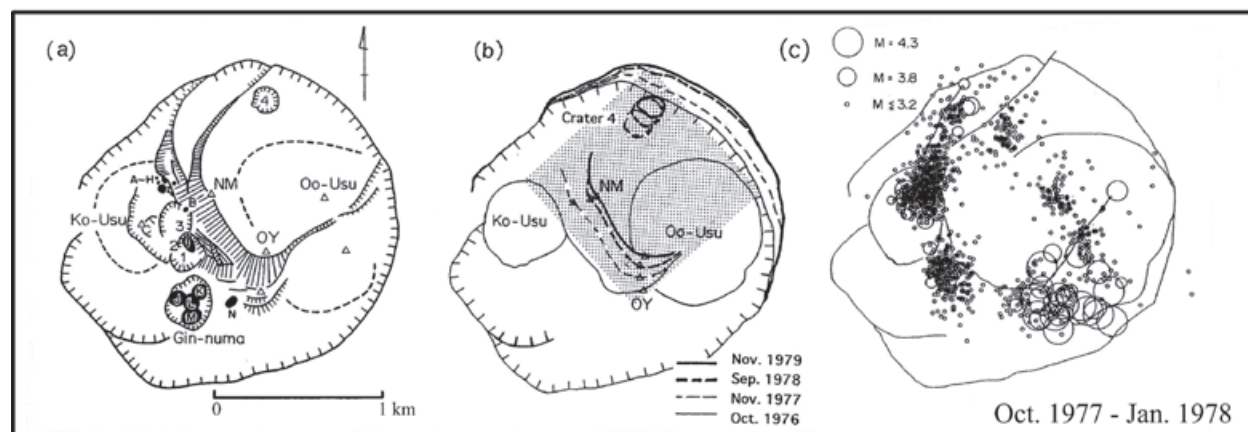 (a)
4
A-H
NM
Oo-Usu
B
Ko-Usu
3
OY
2
1
J
K
L
M
N
Gin-numa
0 1 km
(b)
Crater 4
NM
Ko-Usu
Oo-Usu
OY
Nov. 1979
Sep. 1978
Nov. 1977
Oct. 1976
(c)
M = 4.3
M = 3.8
M ≦ 3.2
Oct. 1977 - Jan. 1978